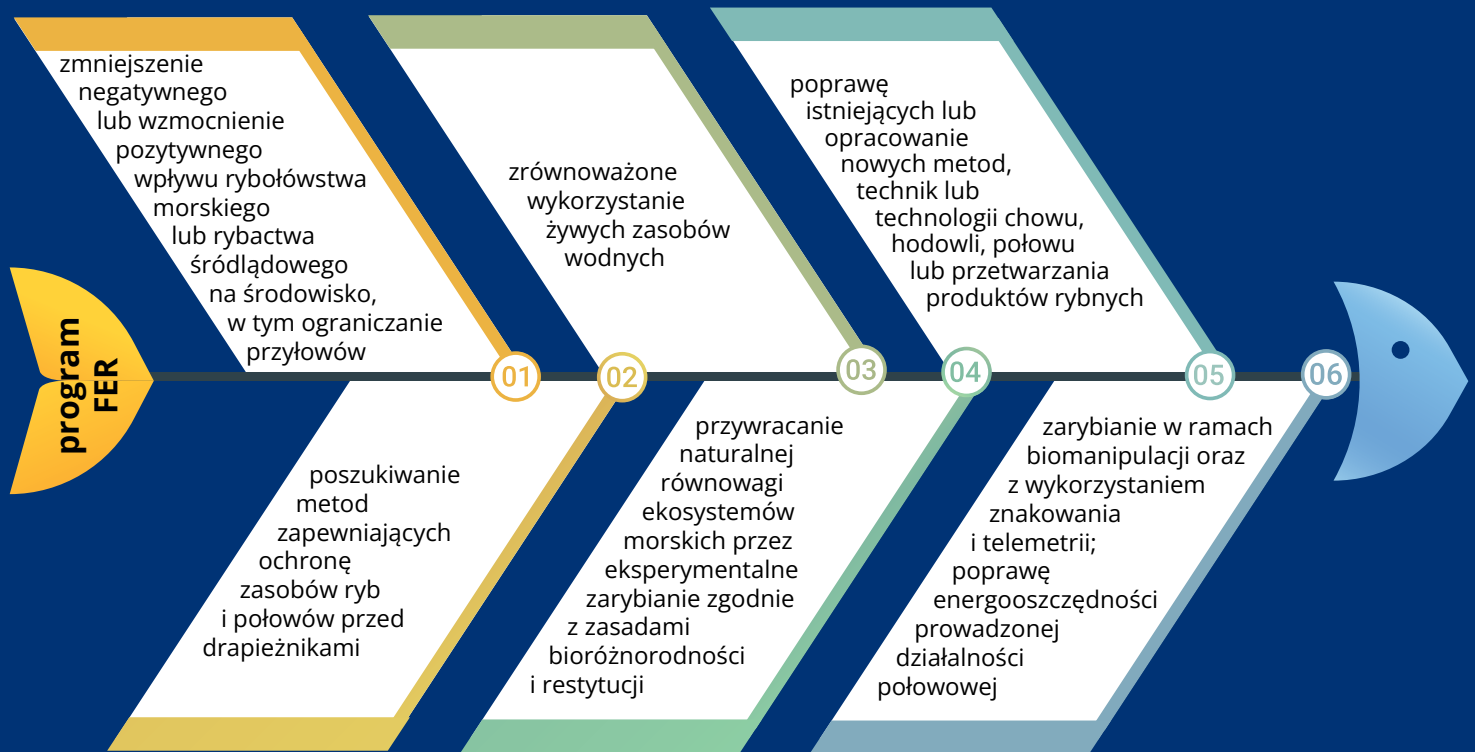 program
FER
zmniejszenie
negatywnego
lub wzmocnienie
pozytywnego
wpływu rybołówstwa
morskiego
lub rybactwa
śródlądowego
na środowisko,
w tym ograniczanie
przyłowów
01
poszukiwanie
metod
zapewniających
ochronę
zasobów ryb
i połowów przed
drapieżnikami
02
zrównoważone
wykorzystanie
żywych zasobów
wodnych
03
przywracanie
naturalnej
równowagi
ekosystemów
morskich przez
eksperymentalne
zarybianie zgodnie
z zasadami
bioróżnorodności
i restytucji
04
poprawę
istniejących lub
opracowanie
nowych metod,
technik lub
technologii chowu,
hodowli, połowu
lub przetwarzania
produktów rybnych
05
zarybianie w ramach
biomanipulacji oraz
z wykorzystaniem
znakowania
i telemetrii;
poprawę
energooszczędności
prowadzonej
działalności
połowowej
06